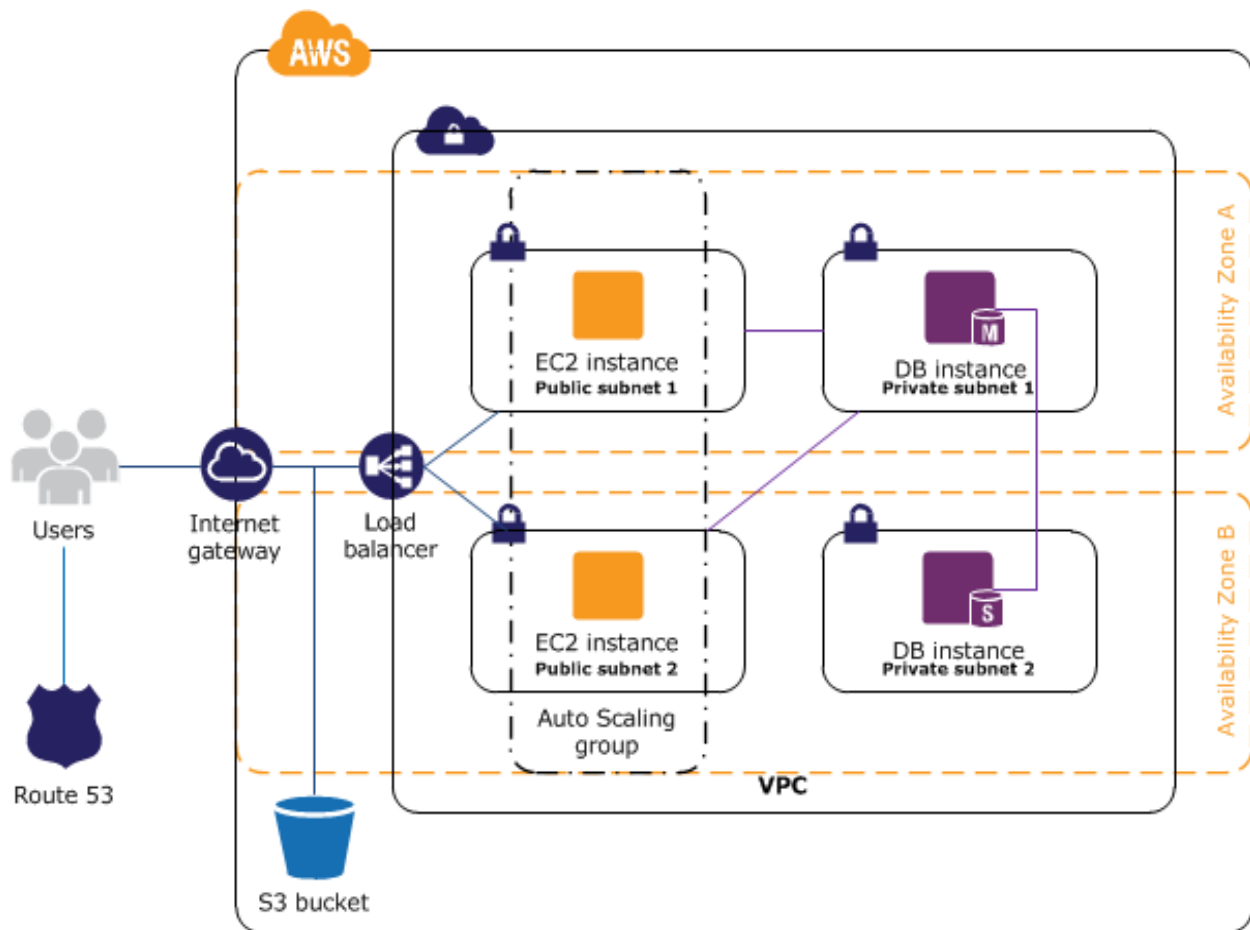 AWS
Availability Zone A
EC2 instance
Public subnet 1
M
DB instance
Private subnet 1
Users
Internet
gateway
Load
balancer
Availability Zone B
EC2 instance
Public subnet 2
S
DB instance
Private subnet 2
Auto Scaling
group
VPC
Route 53
S3 bucket